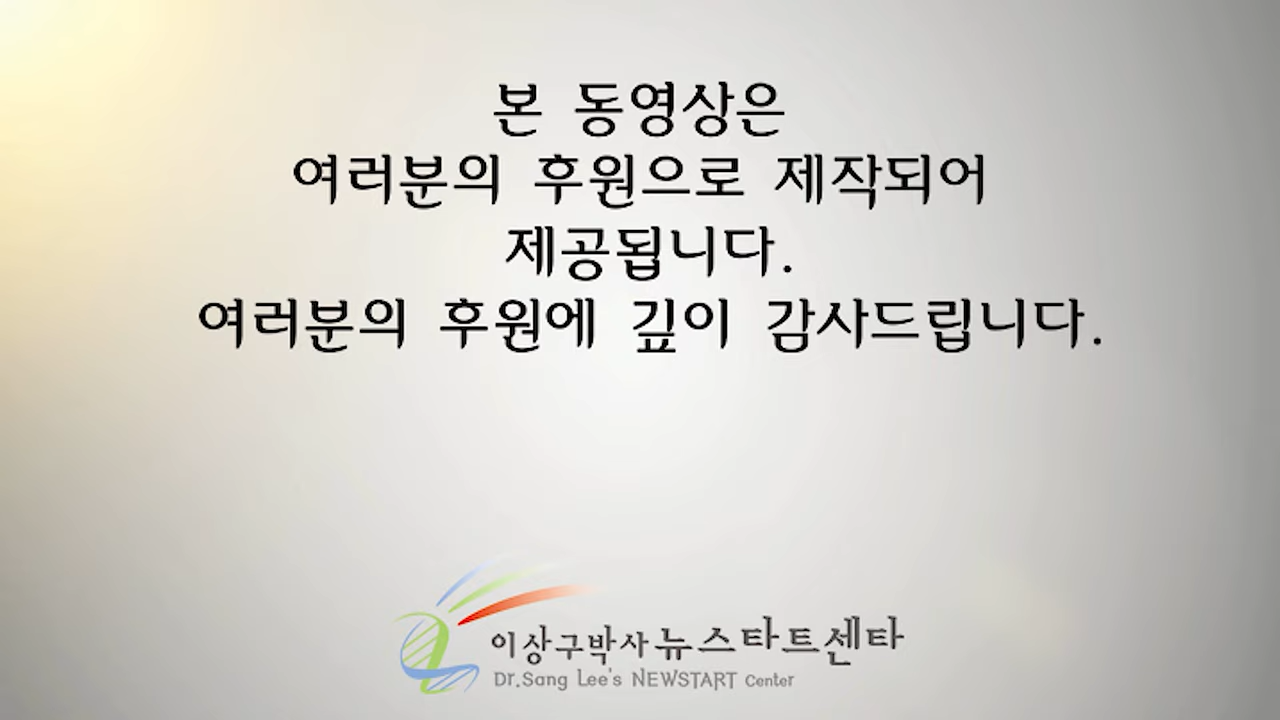 본 동영상은
여러분의 후원으로 제작되어
제공됩니다.
여러분의 후원에 깊이 감사드립니다.
이상구박사 뉴스타트센타
Dr.Sang Lee's NEWSTART Center